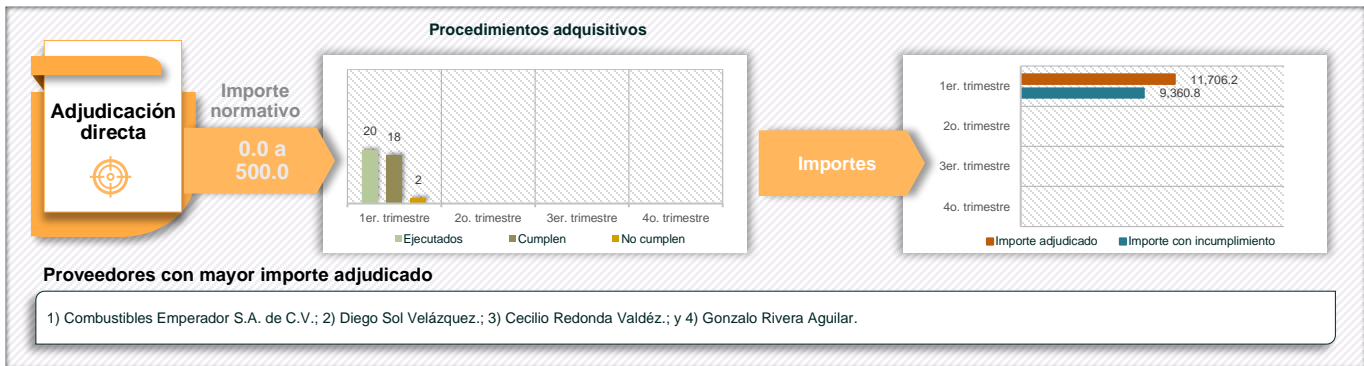 Procedimientos adquisitivos
Adjudicación
directa
Importe
normativo
0.0 a
500.0
20
18
2
1er. trimestre
2o. trimestre
3er. trimestre
4o. trimestre
Ejecutados
Cumplen
No cumplen
Importes
1er. trimestre
11,706.2
9,360.8
2o. trimestre
3er. trimestre
4o. trimestre
Importe adjudicado
Importe con incumplimiento
Proveedores con mayor importe adjudicado
1) Combustibles Emperador S.A. de C.V.; 2) Diego Sol Velázquez.; 3) Cecilio Redonda Valdéz.; y 4) Gonzalo Rivera Aguilar.